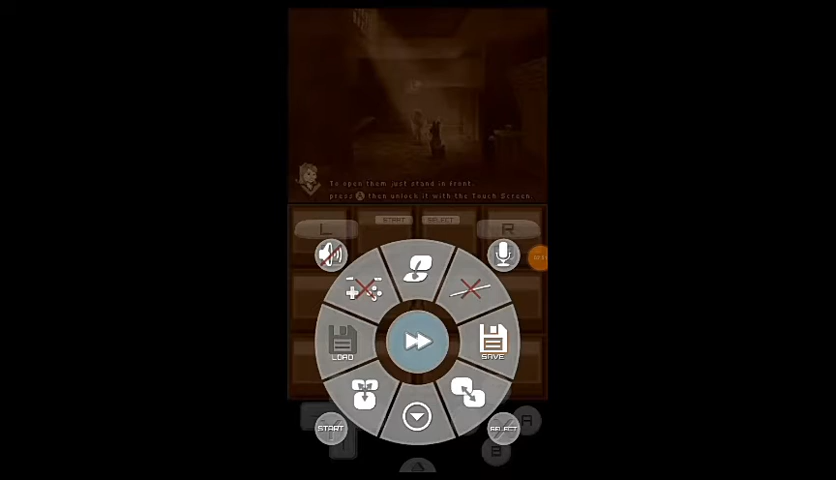 To open them just stand in front,
press A then unlock it with the Touch Screen
START
SELECT
L
R
LOAD
SAVE
START
SELECT
A
B